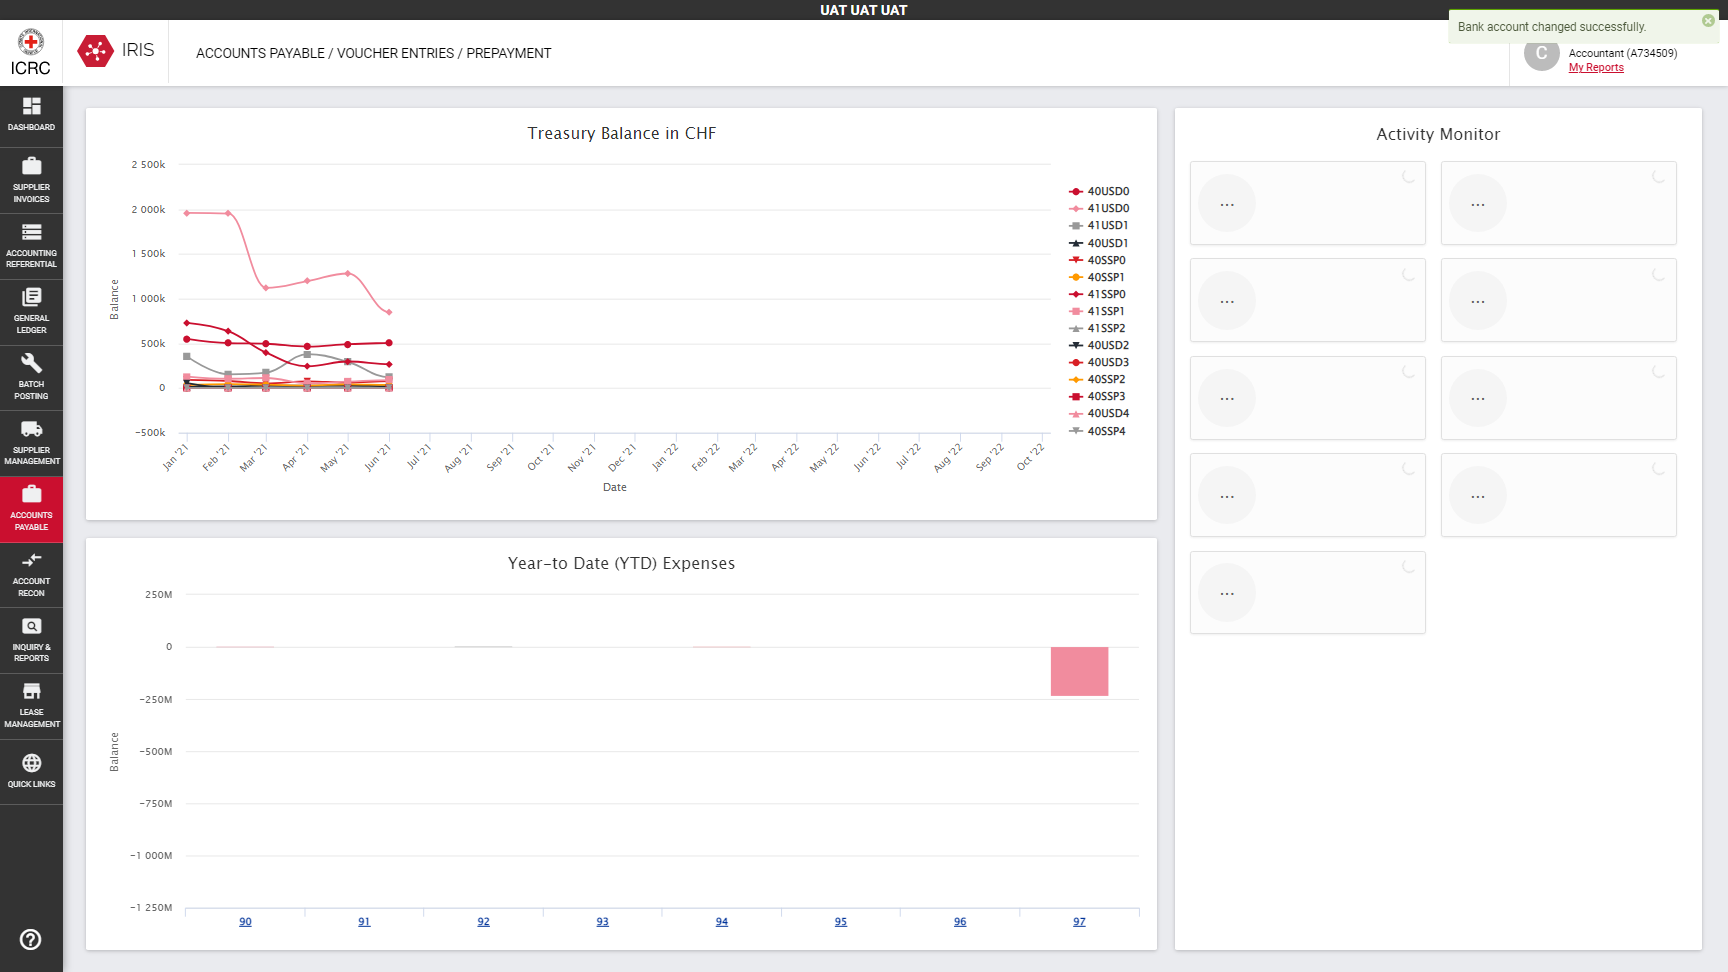 UAT UAT UAT
Bank account changed successfully.
ICRC
IRIS
ACCOUNTS PAYABLE / VOUCHER ENTRIES / PREPAYMENT
C
Accountant (A734509)
My Reports
DASHBOARD
SUPPLIER
INVOICES
ACCOUNTING
REFERENTIAL
GENERAL
LEDGER
BATCH
POSTING
SUPPLIER
MANAGEMENT
ACCOUNTS
PAYABLE
ACCOUNT
RECON
INQUIRY &
REPORTS
LEASE
MANAGEMENT
QUICK LINKS
Treasury Balance in CHF
2 500k
2 000k
1 500k
1 000k
500k
0
−500k
Balance
Jan '21
Feb '21
Mar '21
Apr '21
May '21
Jun '21
Jul '21
Aug '21
Sep '21
Oct '21
Nov '21
Dec '21
Jan '22
Feb '22
Mar '22
Apr '22
May '22
Jun '22
Jul '22
Aug '22
Sep '22
Oct '22
Date
40USD0
41USD0
41USD1
40USD1
40SSP0
40SSP1
41SSP0
41SSP1
41SSP2
40USD2
40USD3
40SSP2
40SSP3
40USD4
40SSP4
Year-to Date (YTD) Expenses
250M
0
−250M
−500M
−750M
−1 000M
−1 250M
Balance
90 91 92 93 94 95 96 97
Activity Monitor
... ...
... ...
... ...
... ...
...